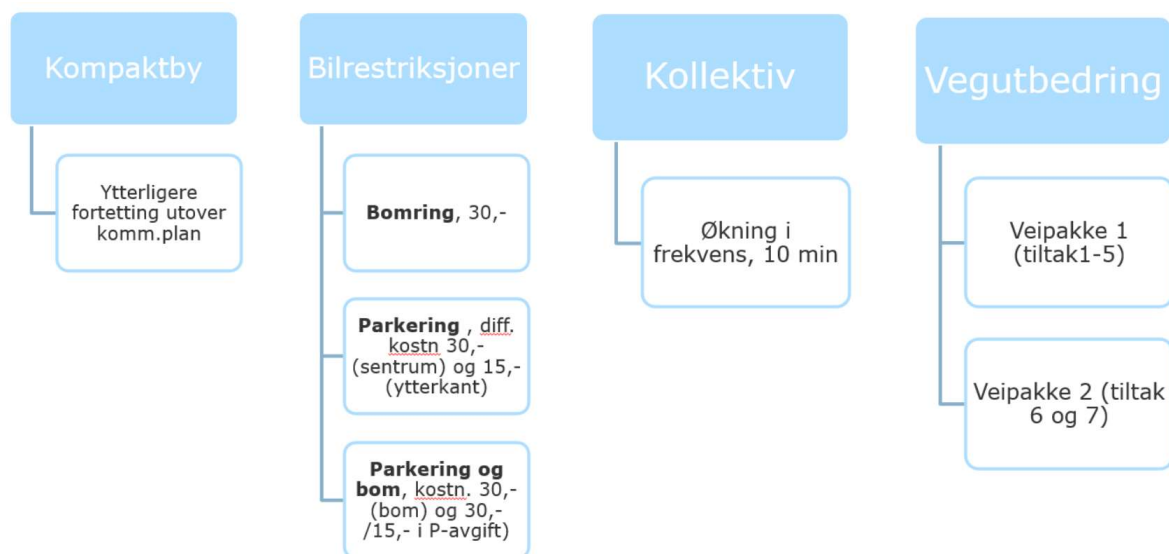 Kompaktby
Ytterligere
fortetting utover
komm.plan
Bilrestriksjoner
Bomring, 30,-
Parkering , diff.
kostn 30,-
(sentrum) og 15,-
(ytterkant)
Parkering og
bom, kostn. 30,-
(bom) og 30,-
/15,- i P-avgift)
Kollektiv
Økning i
frekvens, 10 min
Vegutbedring
Veipakke 1
(tiltak1-5)
Veipakke 2 (tiltak
6 og 7)